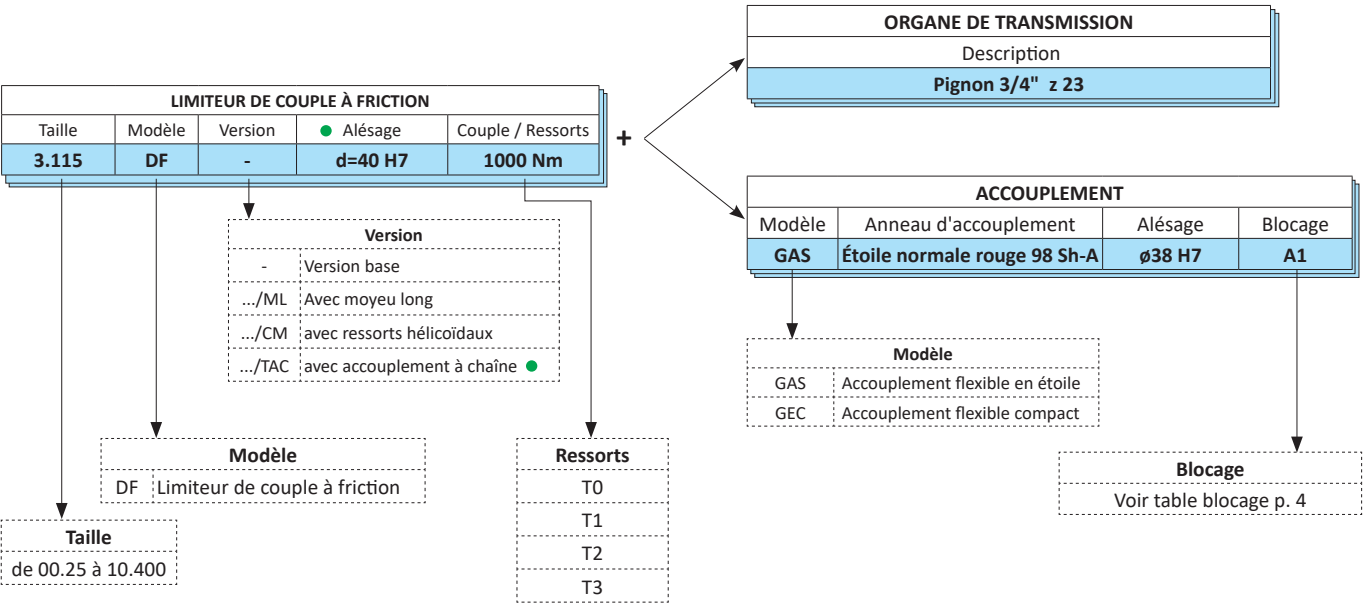 LIMITEUR DE COUPLE À FRICTION
Taille Modèle Version Alésage Couple / Ressorts
3.115 DF - d=40 H7 1000 Nm
+
ORGANE DE TRANSMISSION
Description
Pignon 3/4" z 23
ACCOUPLEMENT
Modèle Anneau d'accouplement Alésage Blocage
GAS Étoile normale rouge 98 Sh-A ø38 H7 A1
Version
- Version base
.../ML Avec moyeu long
.../CM avec ressorts hélicoïdaux
.../TAC avec accouplement à chaîne
Modèle
GAS Accouplement flexible en étoile
GEC Accouplement flexible compact
Modèle
DF Limiteur de couple à friction
Ressorts
T0
T1
T2
T3
Blocage
Voir table blocage p. 4
Taille
de 00.25 à 10.400